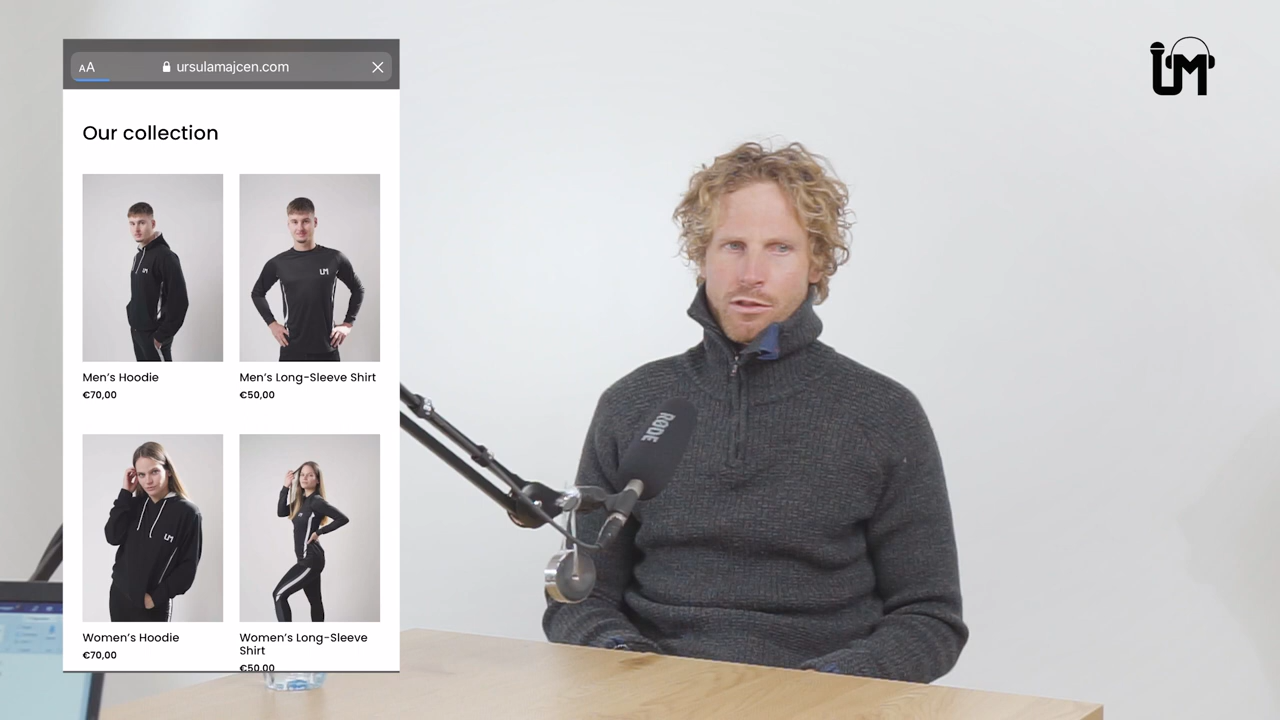 AA ursulamajcen.com
Our collection
Men's Hoodie
€70,00
Men's Long-Sleeve Shirt
€50,00
Women's Hoodie
€70,00
Women's Long-Sleeve
Shirt
€50,00
RØDE
UM